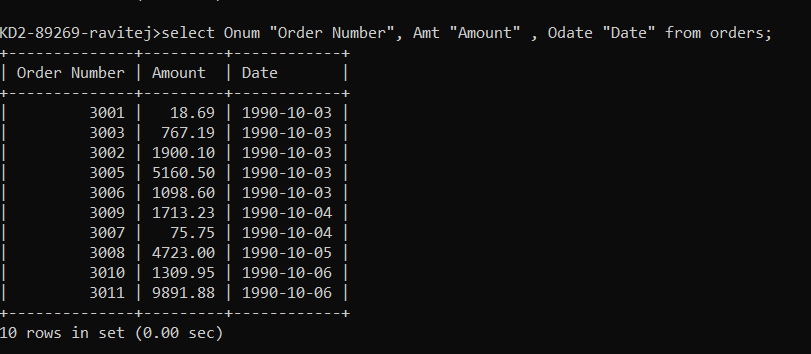 KD2-89269-ravitej>select Onum "Order Number", Amt "Amount" , Odate "Date" from orders;
+--------------+---------+------------+
| Order Number | Amount  | Date       |
+--------------+---------+------------+
|         3001 |   18.69 | 1990-10-03 |
|         3003 |  767.19 | 1990-10-03 |
|         3002 | 1900.10 | 1990-10-03 |
|         3005 | 5160.50 | 1990-10-03 |
|         3006 | 1098.60 | 1990-10-03 |
|         3009 | 1713.23 | 1990-10-04 |
|         3007 |   75.75 | 1990-10-04 |
|         3008 | 4723.00 | 1990-10-05 |
|         3010 | 1309.95 | 1990-10-06 |
|         3011 | 9891.88 | 1990-10-06 |
+--------------+---------+------------+
10 rows in set (0.00 sec)